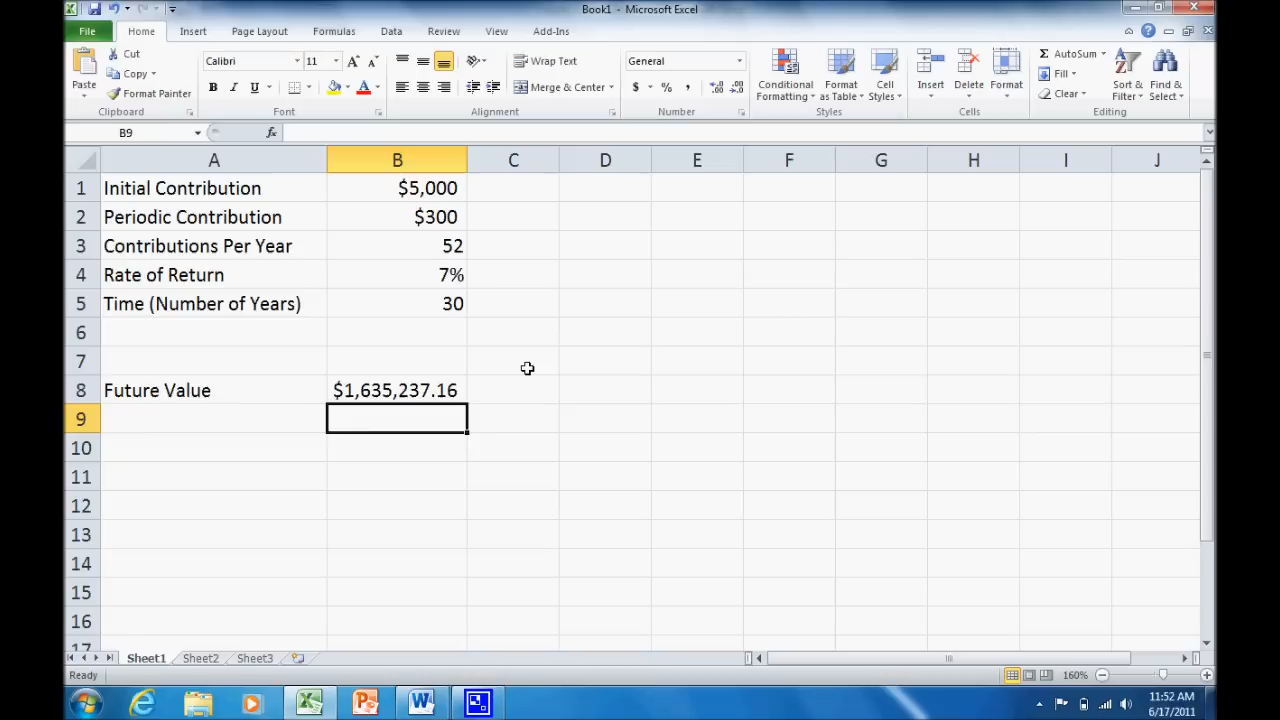 Book1 - Microsoft Excel
File Home Insert Page Layout Formulas Data Review View Add-Ins
Cut
Copy
Format Painter
Paste
Clipboard
Calibri 11
B I U
Font
Wrap Text
Merge & Center
Alignment
General
$ % ,
Number
Conditional Formatting
Format as Table
Cell Styles
Styles
Insert Delete Format
Cells
AutoSum
Fill
Clear
Sort & Filter
Find & Select
Editing
B9 fx
A B C D E F G H I J
1 Initial Contribution $5,000
2 Periodic Contribution $300
3 Contributions Per Year 52
4 Rate of Return 7%
5 Time (Number of Years) 30
6
7
8 Future Value $1,635,237.16
9
10
11
12
13
14
15
16
17
Sheet1 Sheet2 Sheet3
Ready 160%
11:52 AM
6/17/2011